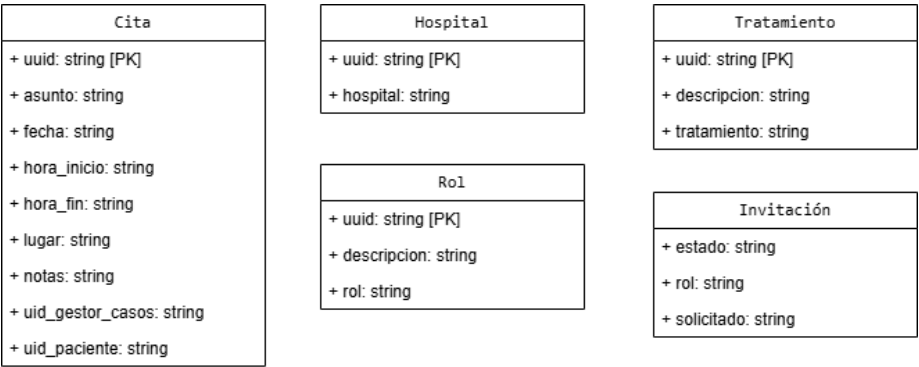 Cita
+ uuid: string [PK]
+ asunto: string
+ fecha: string
+ hora_inicio: string
+ hora_fin: string
+ lugar: string
+ notas: string
+ uid_gestor_casos: string
+ uid_paciente: string
Hospital
+ uuid: string [PK]
+ hospital: string
Rol
+ uuid: string [PK]
+ descripcion: string
+ rol: string
Tratamiento
+ uuid: string [PK]
+ descripcion: string
+ tratamiento: string
Invitación
+ estado: string
+ rol: string
+ solicitado: string